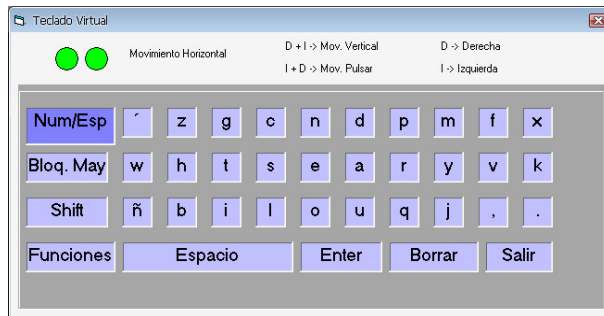 Teclado Virtual
Movimiento Horizontal
D + I -> Mov. Vertical
D -> Derecha
I + D -> Mov. Pulsar
I -> Izquierda
Num/Esp ´ z g c n d p m f x
Bloq. May w h t s e a r y v k
Shift ñ b i l o u q j , .
Funciones Espacio Enter Borrar Salir